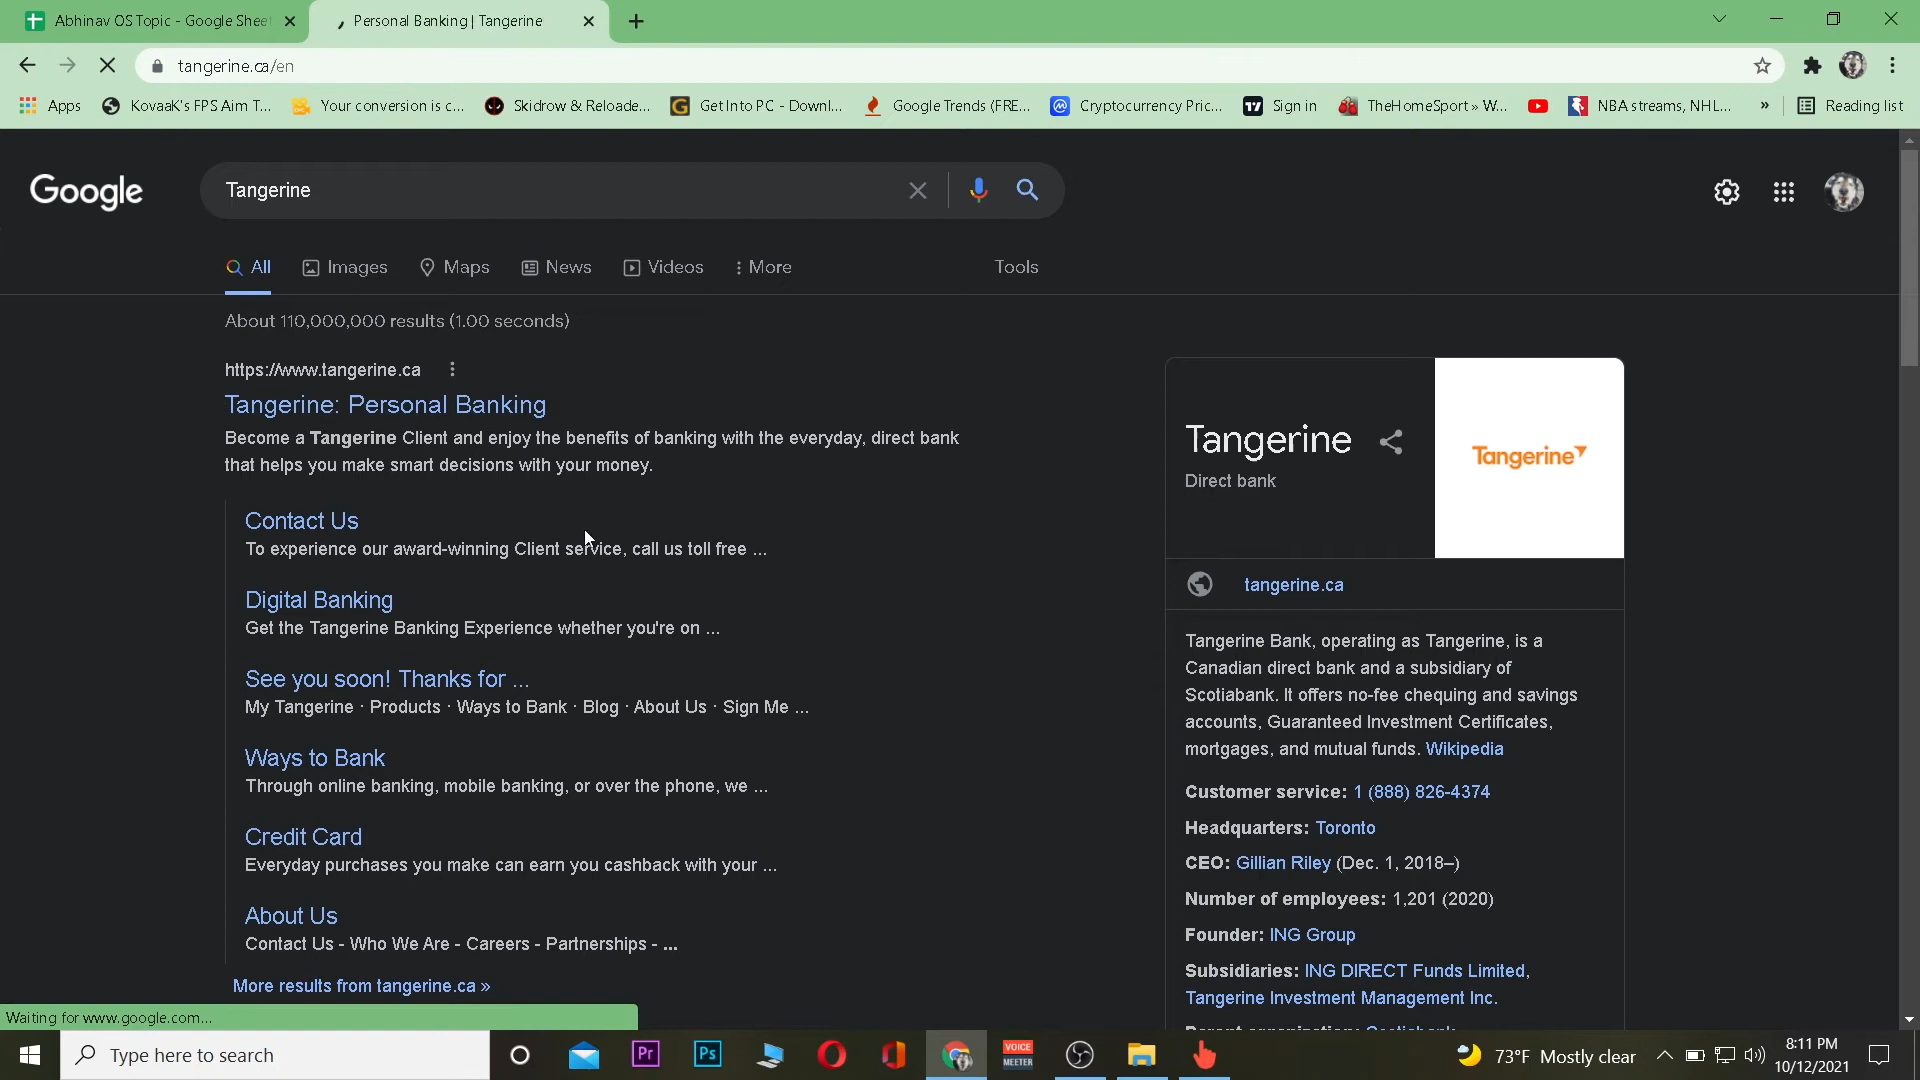 Abhinav OS Topic - Google Sheet
Personal Banking | Tangerine
tangerine.ca/en
Apps
KovaaK's FPS Aim T...
Your conversion is c...
Skidrow & Reloade...
Get Into PC - Downl...
Google Trends (FRE...
Cryptocurrency Pric...
Sign in
TheHomeSport » W...
NBA streams, NHL...
»
Reading list
Google
Tangerine
All
Images
Maps
News
Videos
More
Tools
About 110,000,000 results (1.00 seconds)
https://www.tangerine.ca
Tangerine: Personal Banking
Become a Tangerine Client and enjoy the benefits of banking with the everyday, direct bank
that helps you make smart decisions with your money.
Contact Us
To experience our award-winning Client service, call us toll free ...
Digital Banking
Get the Tangerine Banking Experience whether you're on ...
See you soon! Thanks for ...
My Tangerine · Products · Ways to Bank · Blog · About Us · Sign Me ...
Ways to Bank
Through online banking, mobile banking, or over the phone, we ...
Credit Card
Everyday purchases you make can earn you cashback with your ...
About Us
Contact Us - Who We Are - Careers - Partnerships - ...
More results from tangerine.ca »
Tangerine
Direct bank
Tangerine
tangerine.ca
Tangerine Bank, operating as Tangerine, is a
Canadian direct bank and a subsidiary of
Scotiabank. It offers no-fee chequing and savings
accounts, Guaranteed Investment Certificates,
mortgages, and mutual funds. Wikipedia
Customer service: 1 (888) 826-4374
Headquarters: Toronto
CEO: Gillian Riley (Dec. 1, 2018–)
Number of employees: 1,201 (2020)
Founder: ING Group
Subsidiaries: ING DIRECT Funds Limited,
Tangerine Investment Management Inc.
Parent organization: Scotiabank
Waiting for www.google.com...
Type here to search
Pr
Ps
VOICE
MEETER
73°F Mostly clear
8:11 PM
10/12/2021